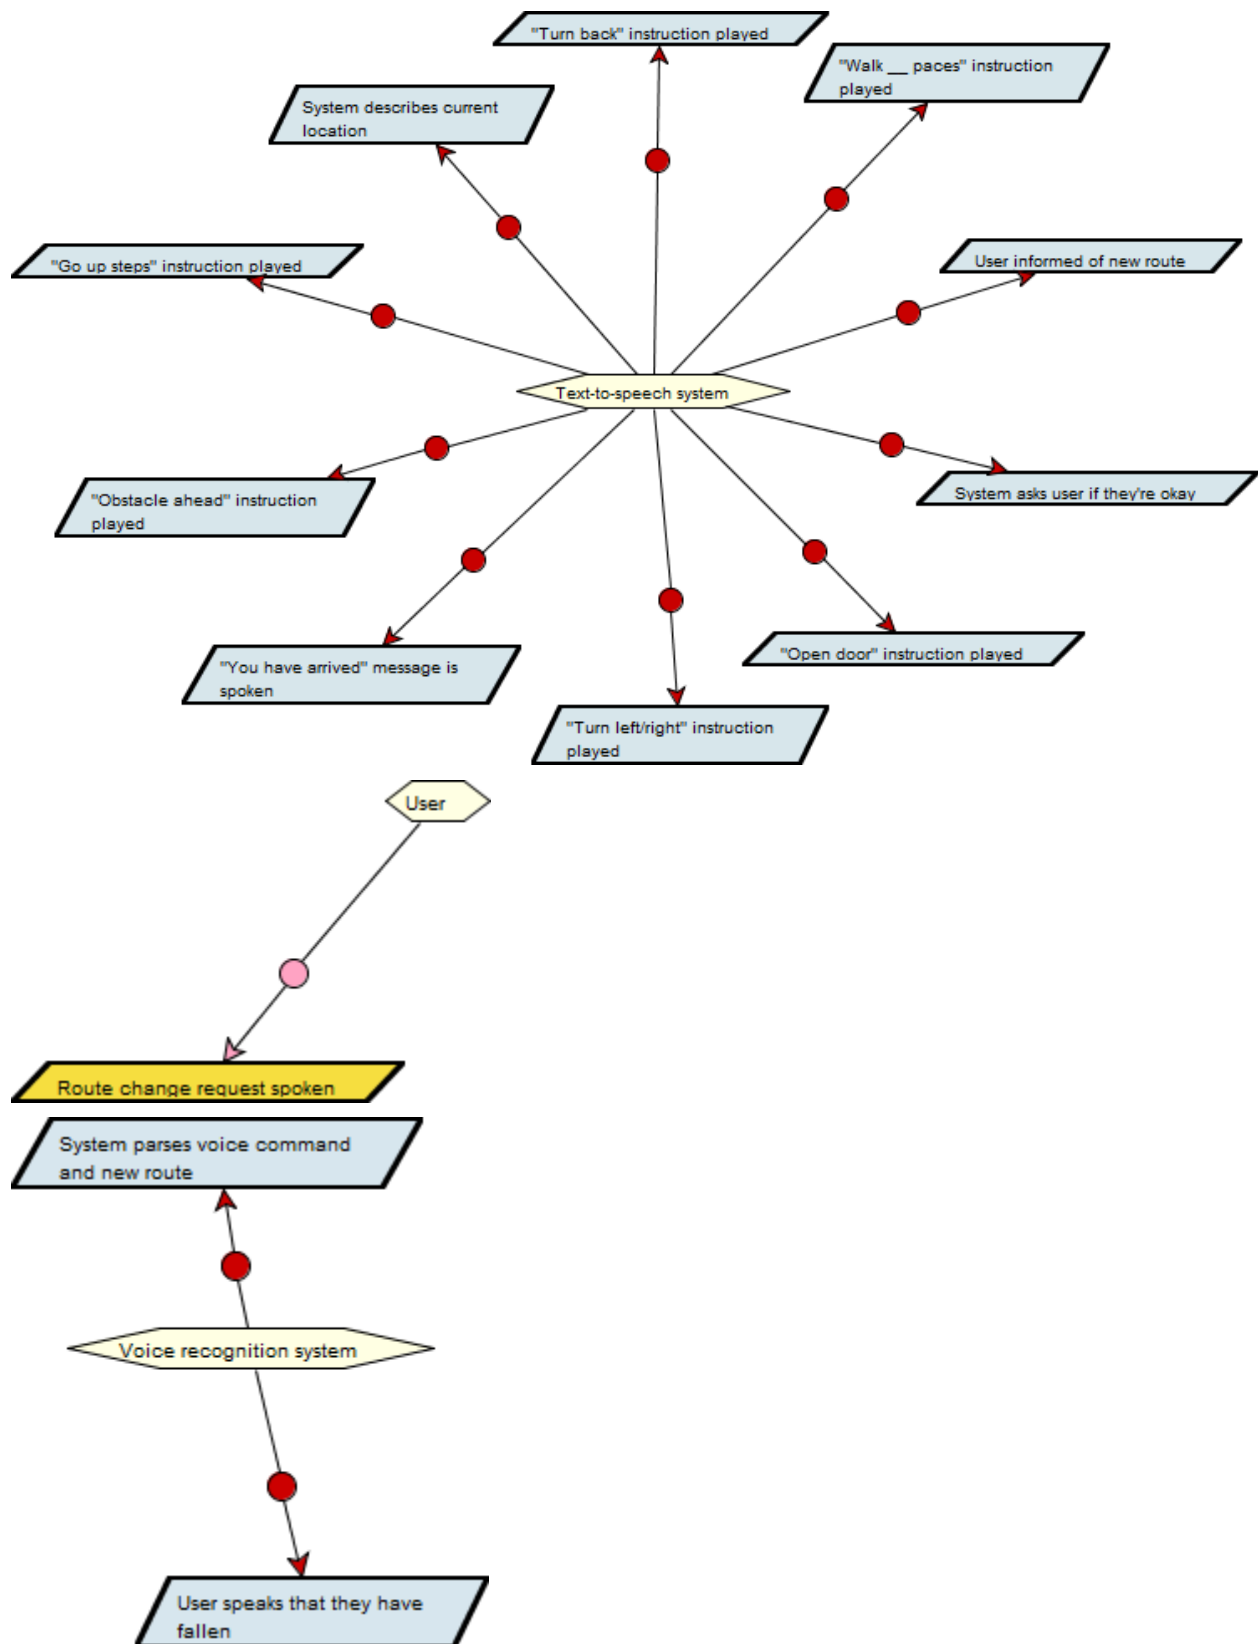 "Turn back" instruction played
"Walk __ paces" instruction
played
System describes current
location
"Go up steps" instruction played
User informed of new route
Text-to-speech system
"Obstacle ahead" instruction
played
System asks user if they're okay
"You have arrived" message is
spoken
"Open door" instruction played
"Turn left/right" instruction
played
User
Route change request spoken
System parses voice command
and new route
Voice recognition system
User speaks that they have
fallen